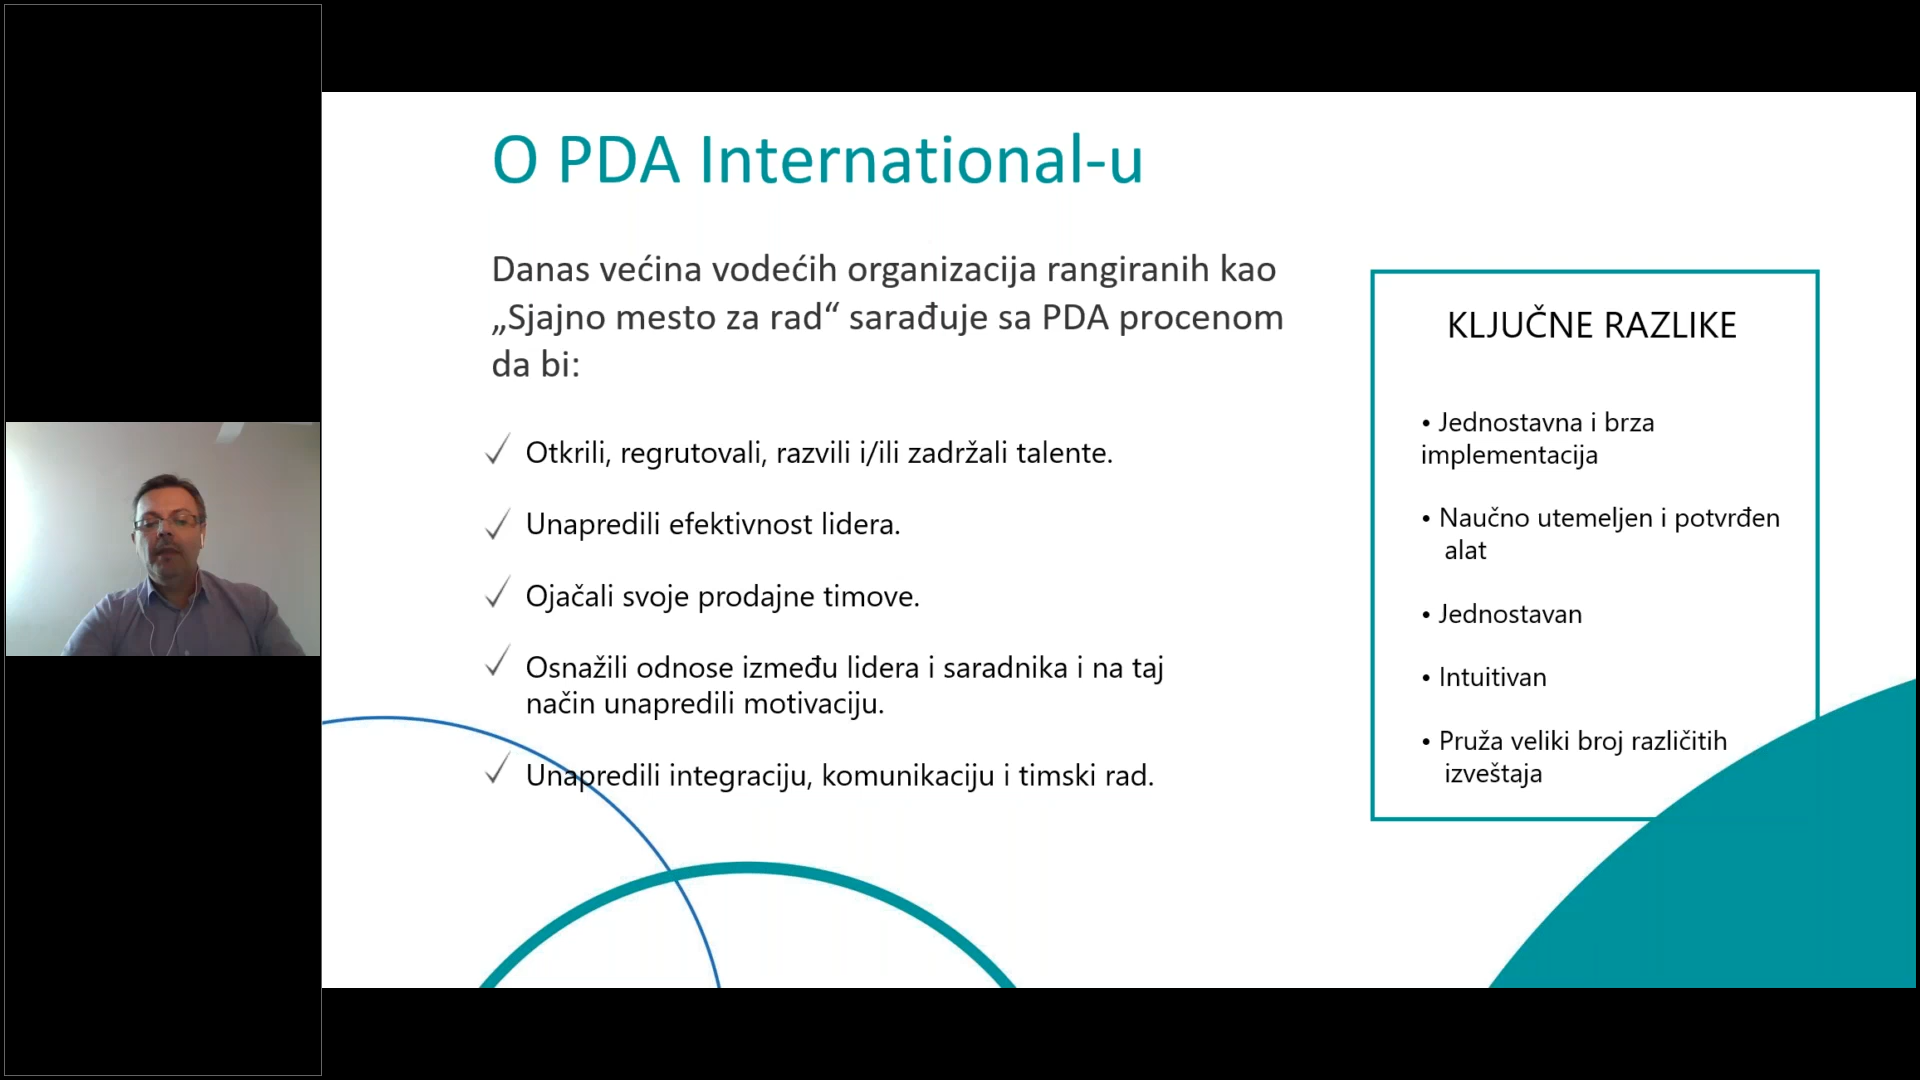 O PDA International-u
Danas većina vodećih organizacija rangiranih kao
„Sjajno mesto za rad“ sarađuje sa PDA procenom
da bi:
Otkrili, regrutovali, razvili i/ili zadržali talente.
Unapredili efektivnost lidera.
Ojačali svoje prodajne timove.
Osnažili odnose između lidera i saradnika i na taj
način unapredili motivaciju.
Unapredili integraciju, komunikaciju i timski rad.
KLJUČNE RAZLIKE
• Jednostavna i brza
implementacija
• Naučno utemeljen i potvrđen
alat
• Jednostavan
• Intuitivan
• Pruža veliki broj različitih
izveštaja